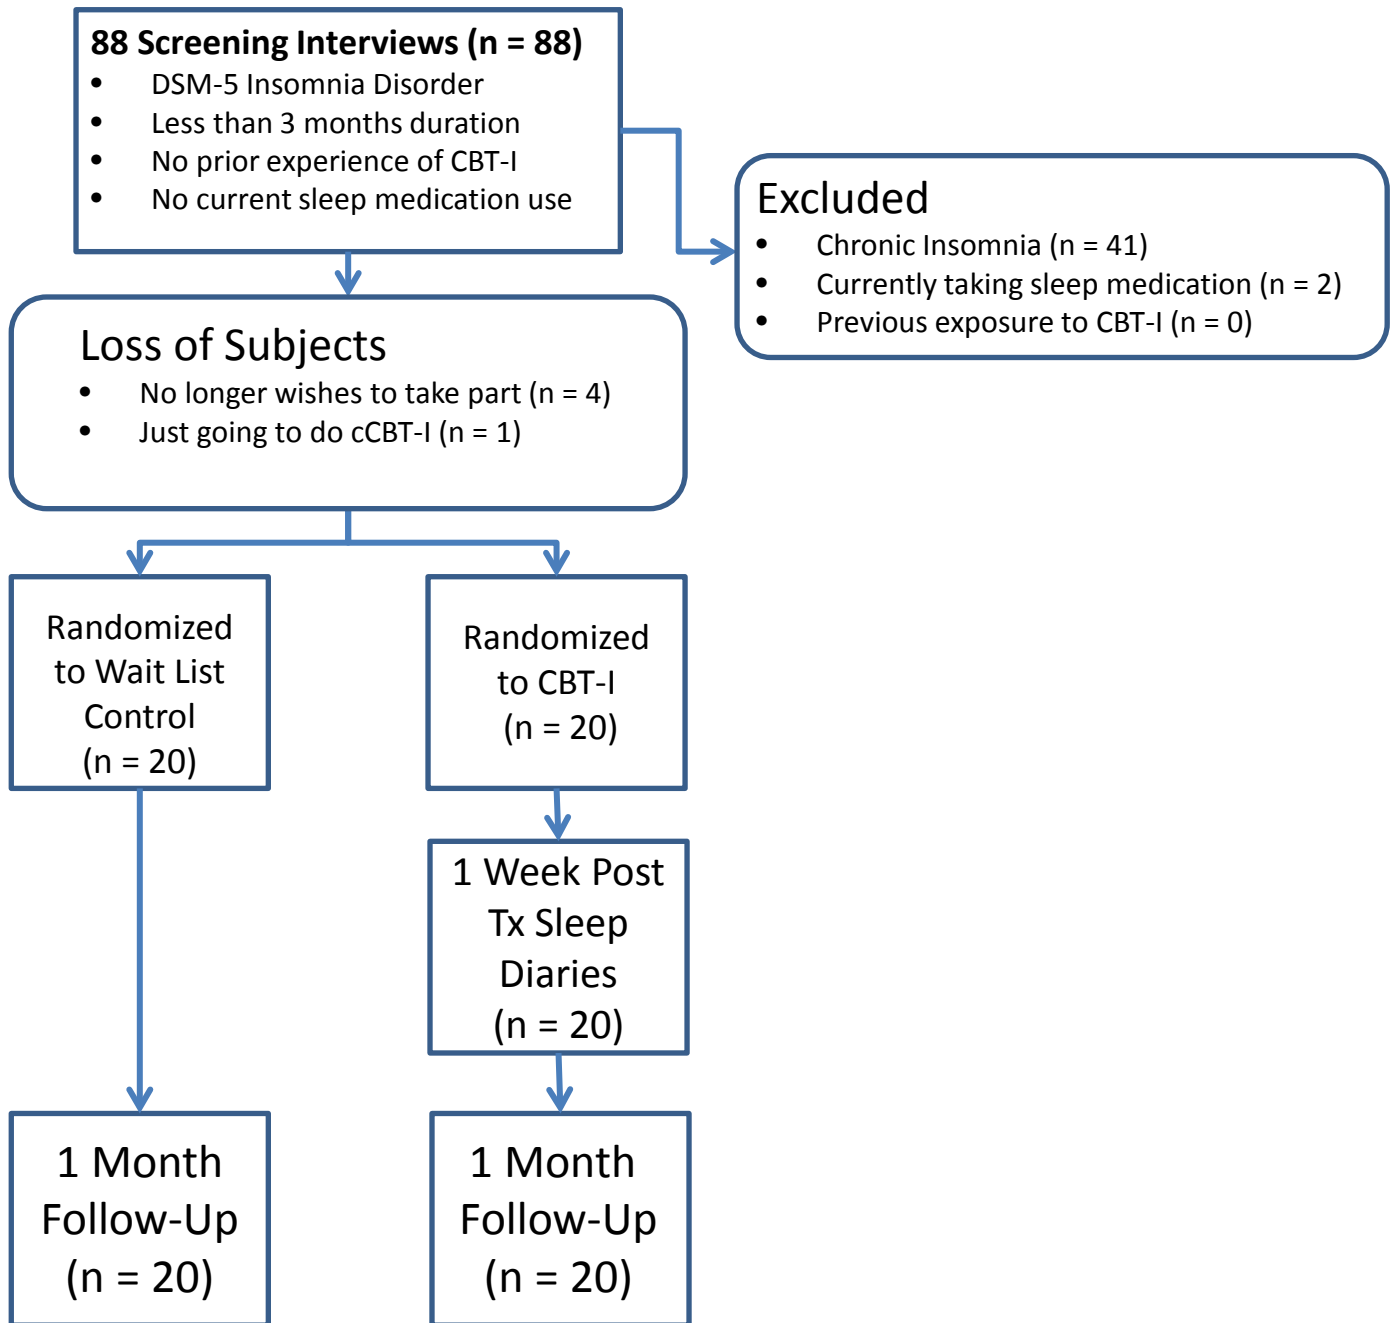 88 Screening Interviews (n = 88)
• DSM-5 Insomnia Disorder
• Less than 3 months duration
• No prior experience of CBT-I
• No current sleep medication use
Excluded
• Chronic Insomnia (n = 41)
• Currently taking sleep medication (n = 2)
• Previous exposure to CBT-I (n = 0)
Loss of Subjects
• No longer wishes to take part (n = 4)
• Just going to do cCBT-I (n = 1)
Randomized
to Wait List
Control
(n = 20)
Randomized
to CBT-I
(n = 20)
1 Week Post
Tx Sleep
Diaries
(n = 20)
1 Month
Follow-Up
(n = 20)
1 Month
Follow-Up
(n = 20)